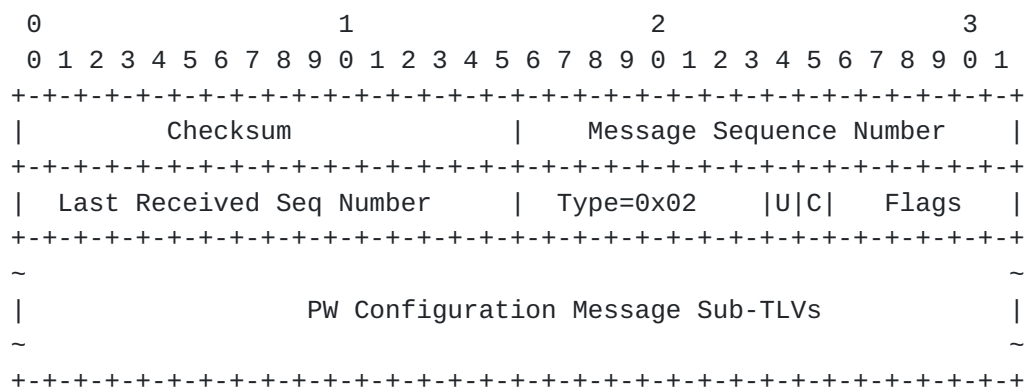 0                   1                   2                   3
 0 1 2 3 4 5 6 7 8 9 0 1 2 3 4 5 6 7 8 9 0 1 2 3 4 5 6 7 8 9 0 1
+-+-+-+-+-+-+-+-+-+-+-+-+-+-+-+-+-+-+-+-+-+-+-+-+-+-+-+-+-+-+-+-+
|         Checksum              |    Message Sequence Number    |
+-+-+-+-+-+-+-+-+-+-+-+-+-+-+-+-+-+-+-+-+-+-+-+-+-+-+-+-+-+-+-+-+
|  Last Received Seq Number     |  Type=0x02    |U|C|   Flags   |
+-+-+-+-+-+-+-+-+-+-+-+-+-+-+-+-+-+-+-+-+-+-+-+-+-+-+-+-+-+-+-+-+
~                                                               ~
|                  PW Configuration Message Sub-TLVs            |
~                                                               ~
+-+-+-+-+-+-+-+-+-+-+-+-+-+-+-+-+-+-+-+-+-+-+-+-+-+-+-+-+-+-+-+-+